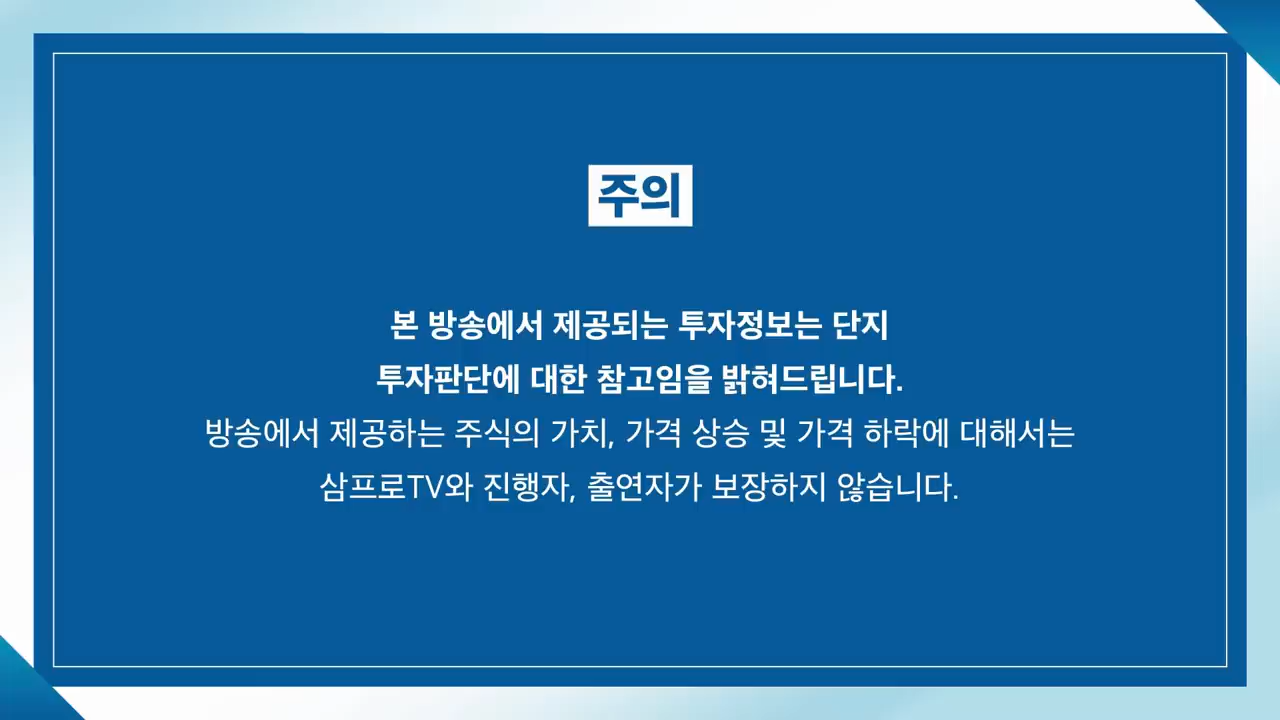 주의
본 방송에서 제공되는 투자정보는 단지
투자판단에 대한 참고임을 밝혀드립니다.
방송에서 제공하는 주식의 가치, 가격 상승 및 가격 하락에 대해서는
삼프로TV와 진행자, 출연자가 보장하지 않습니다.